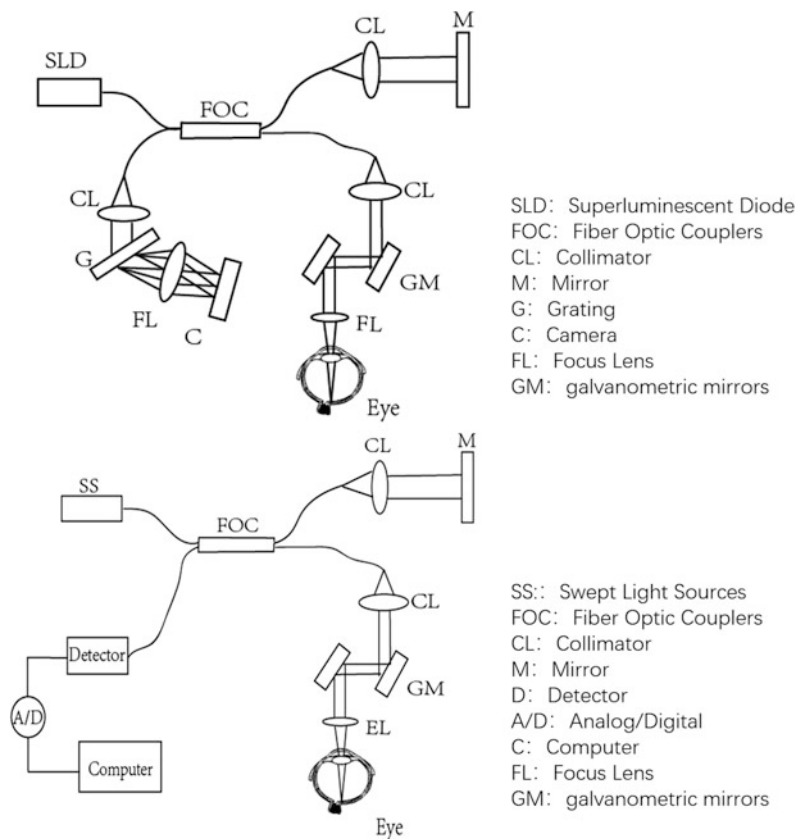 CL
M
SLD
FOC
CL
CL
G
GM
FL
FL
C
Eye
SLD: Superluminescent Diode
FOC: Fiber Optic Couplers
CL: Collimator
M: Mirror
G: Grating
C: Camera
FL: Focus Lens
GM: galvanometric mirrors
CL
M
SS
FOC
CL
Detector
GM
A/D
EL
Computer
Eye
SS:: Swept Light Sources
FOC: Fiber Optic Couplers
CL: Collimator
M: Mirror
D: Detector
A/D: Analog/Digital
C: Computer
FL: Focus Lens
GM: galvanometric mirrors